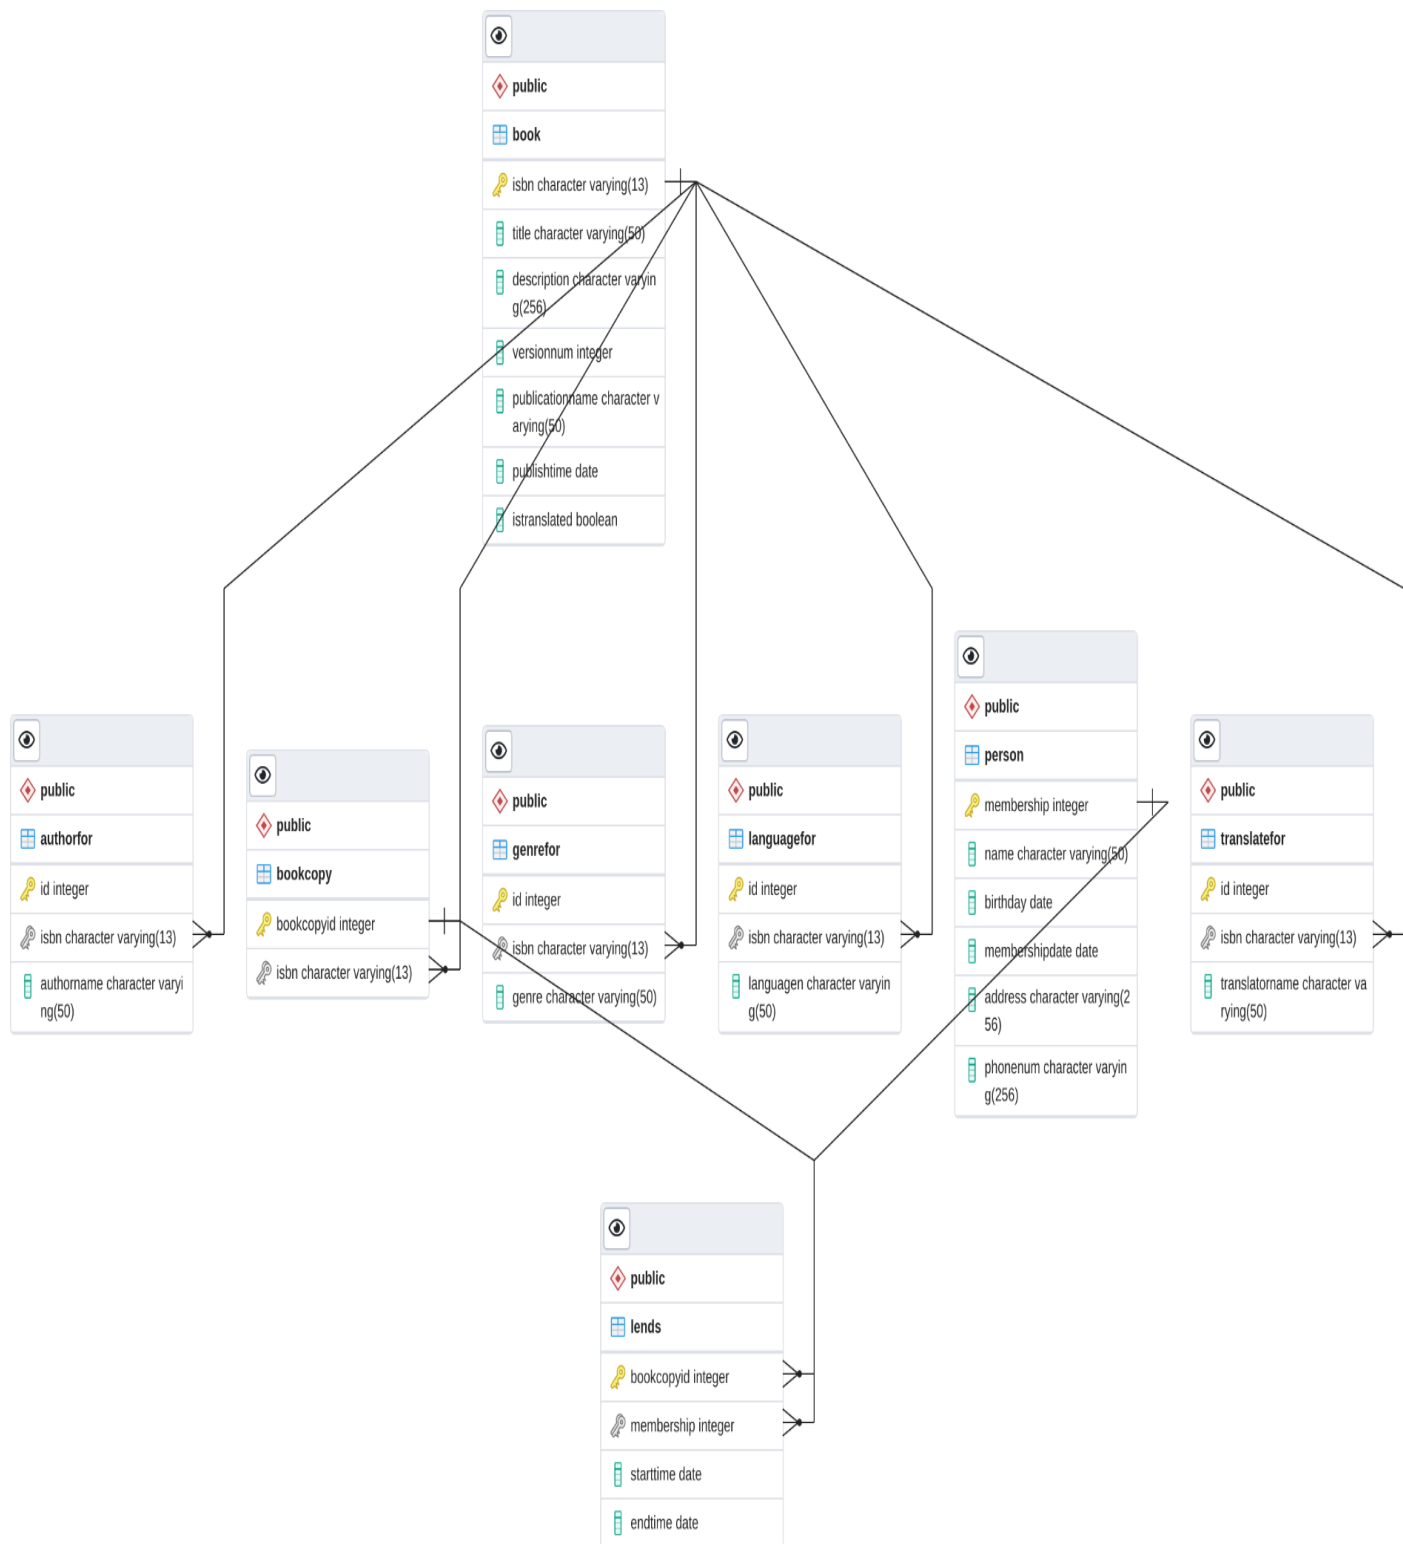 public
book
isbn character varying(13)
title character varying(50)
description character varyin
g(256)
versionnum integer
publicationname character v
arying(50)
publishtime date
istranslated boolean
public
authorfor
id integer
isbn character varying(13)
authorname character varyi
ng(50)
public
bookcopy
bookcopyid integer
isbn character varying(13)
public
genrefor
id integer
isbn character varying(13)
genre character varying(50)
public
languagefor
id integer
isbn character varying(13)
languagen character varyin
g(50)
public
person
membership integer
name character varying(50)
birthday date
membershipdate date
address character varying(2
56)
phonenum character varyin
g(256)
public
translatefor
id integer
isbn character varying(13)
translatorname character va
rying(50)
public
lends
bookcopyid integer
membership integer
starttime date
endtime date